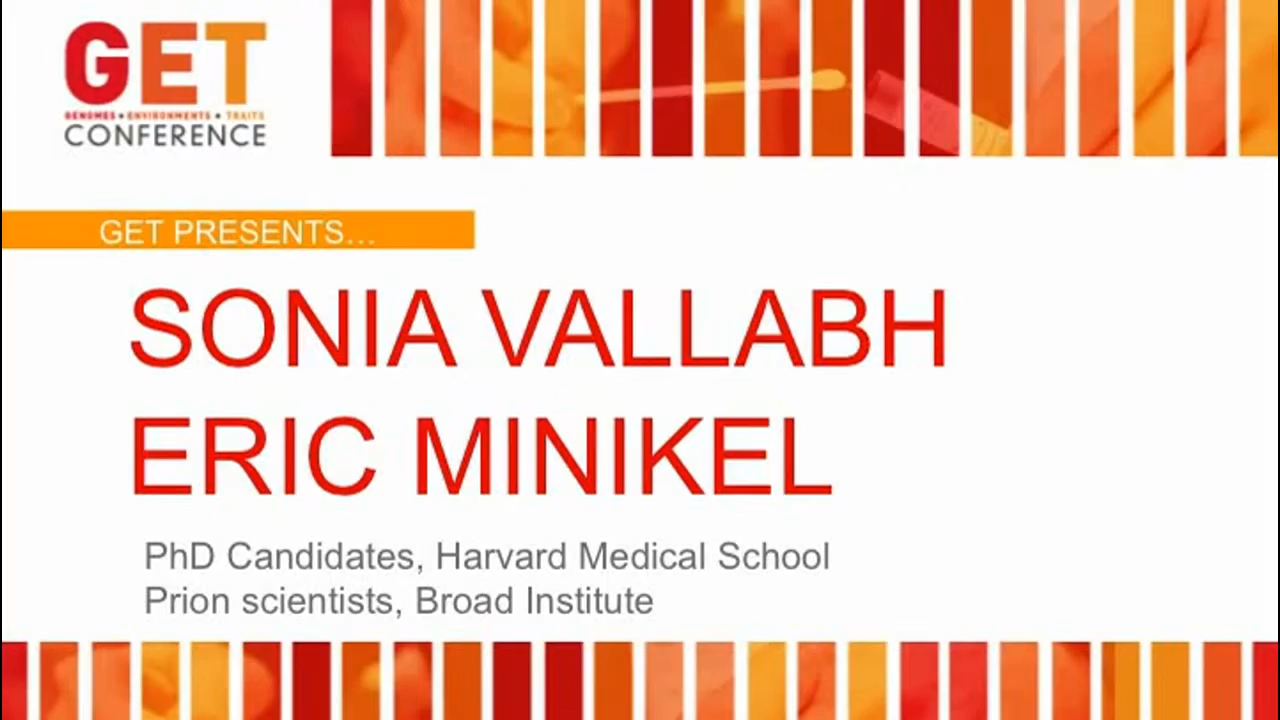 GET
GENOMES • ENVIRONMENTS • TRAITS
CONFERENCE
GET PRESENTS...
SONIA VALLABH
ERIC MINIKEL
PhD Candidates, Harvard Medical School
Prion scientists, Broad Institute